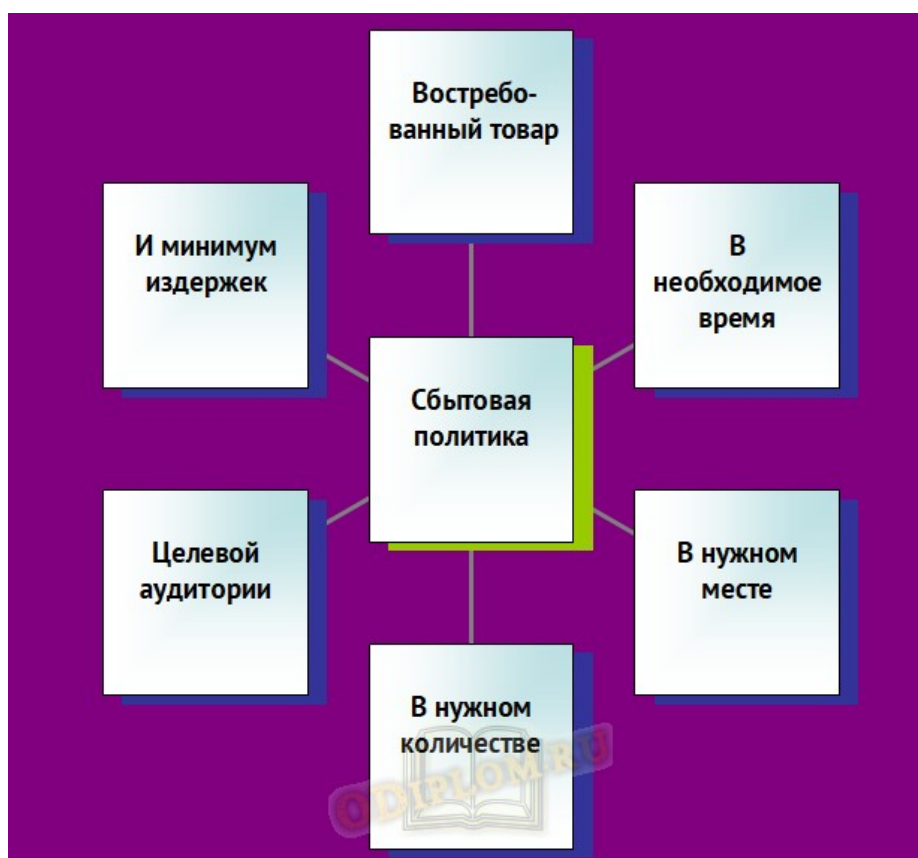 Востребо-
ванный товар
В
необходимое
время
В нужном
месте
В нужном
количестве
Целевой
аудитории
И минимум
издержек
Сбытовая
политика
ODIPLOM.RU